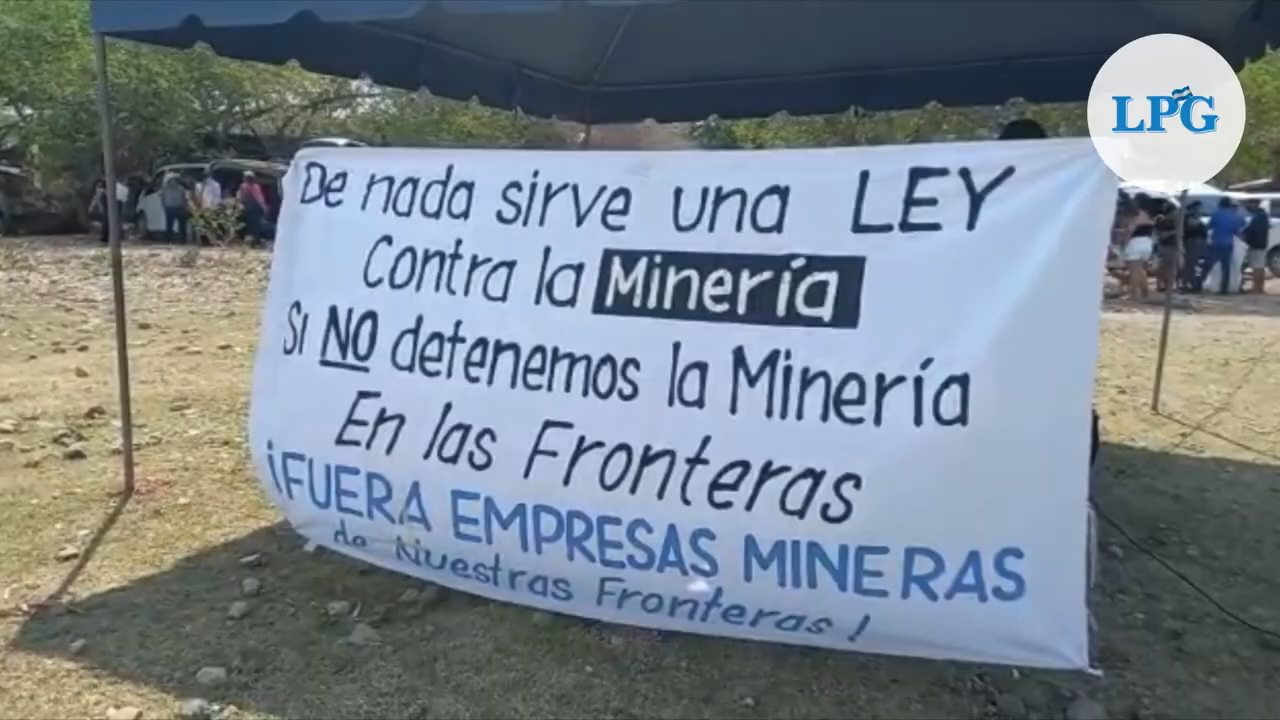 LPG
De nada sirve una LEY
Contra la Minería
Si NO detenemos la Minería
En las Fronteras
¡FUERA EMPRESAS MINERAS
de Nuestras Fronteras!